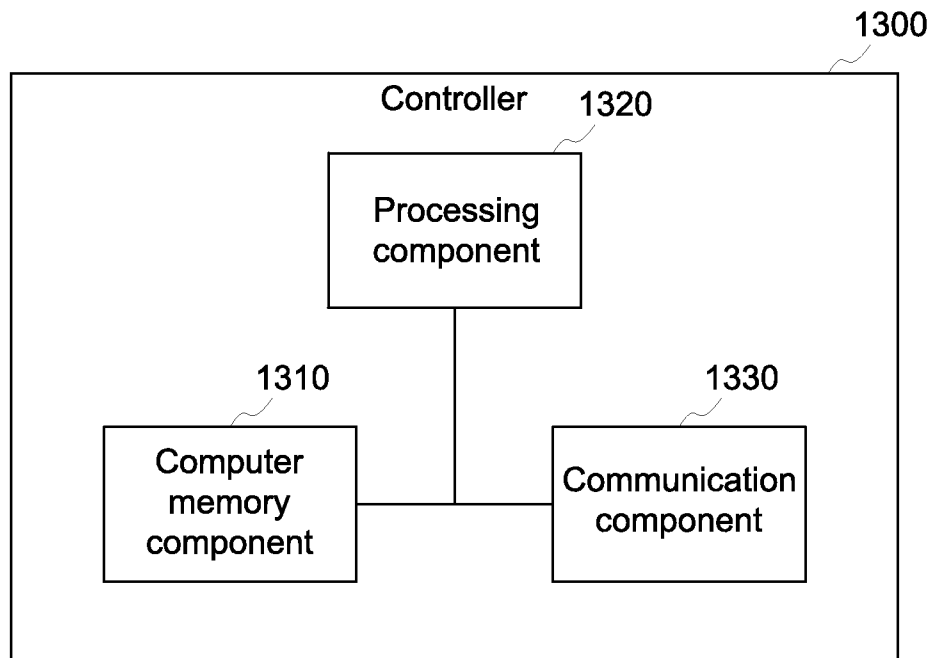 1300
Controller
1320
Processing
component
1310
1330
Computer
memory
component
Communication
component